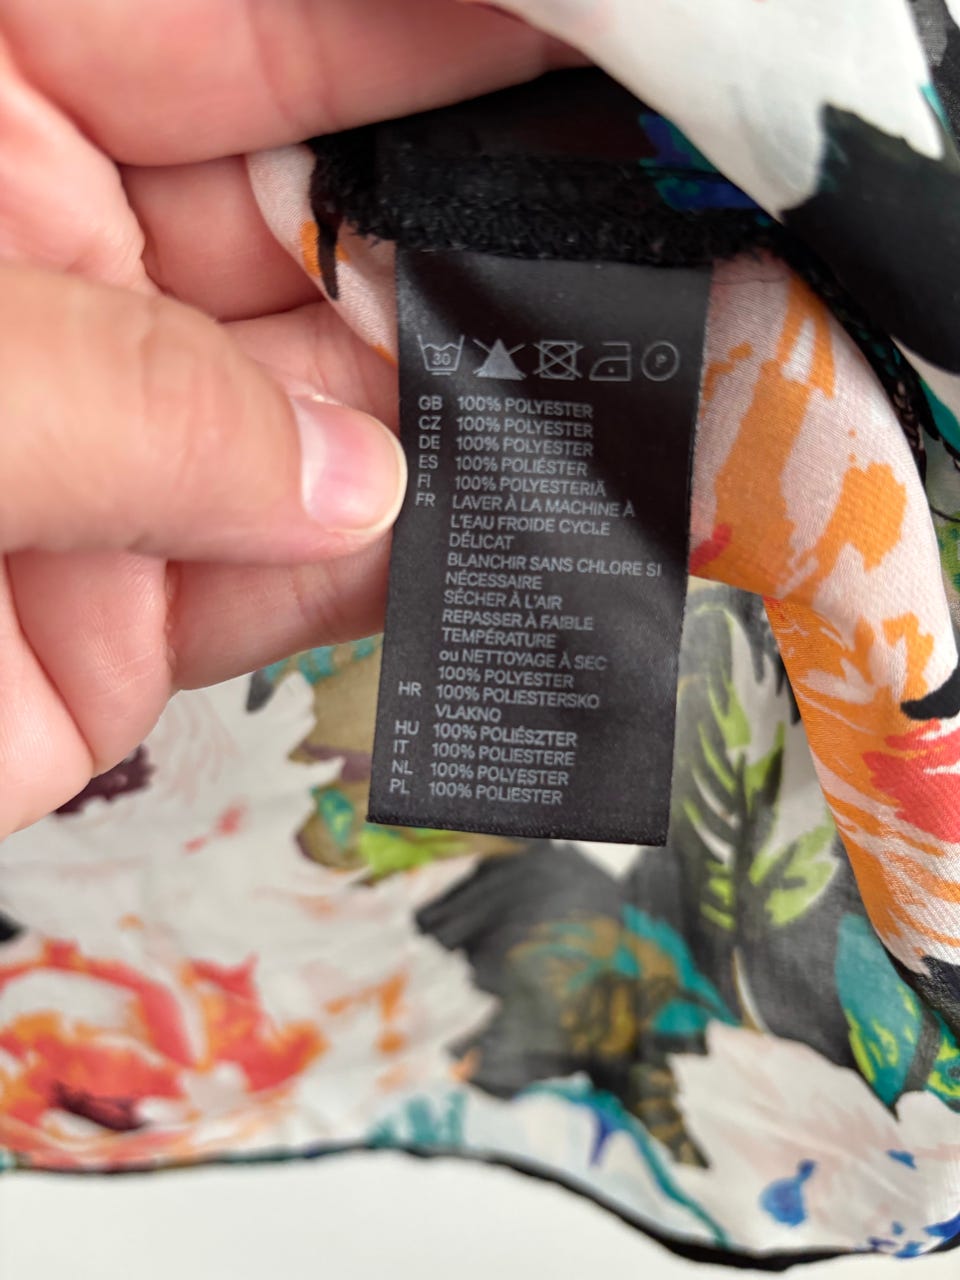 30 P
GB 100% POLYESTER
CZ 100% POLYESTER
DE 100% POLYESTER
ES 100% POLIÉSTER
FI 100% POLYESTERIÄ
FR LAVER À LA MACHINE À
L'EAU FROIDE CYCLE
DÉLICAT
BLANCHIR SANS CHLORE SI
NÉCESSAIRE
SÉCHER À L'AIR
REPASSER À FAIBLE
TEMPÉRATURE
ou NETTOYAGE À SEC
100% POLYESTER
HR 100% POLIESTERSKO
VLAKNO
HU 100% POLIÉSZTER
IT 100% POLIESTERE
NL 100% POLYESTER
PL 100% POLIESTER